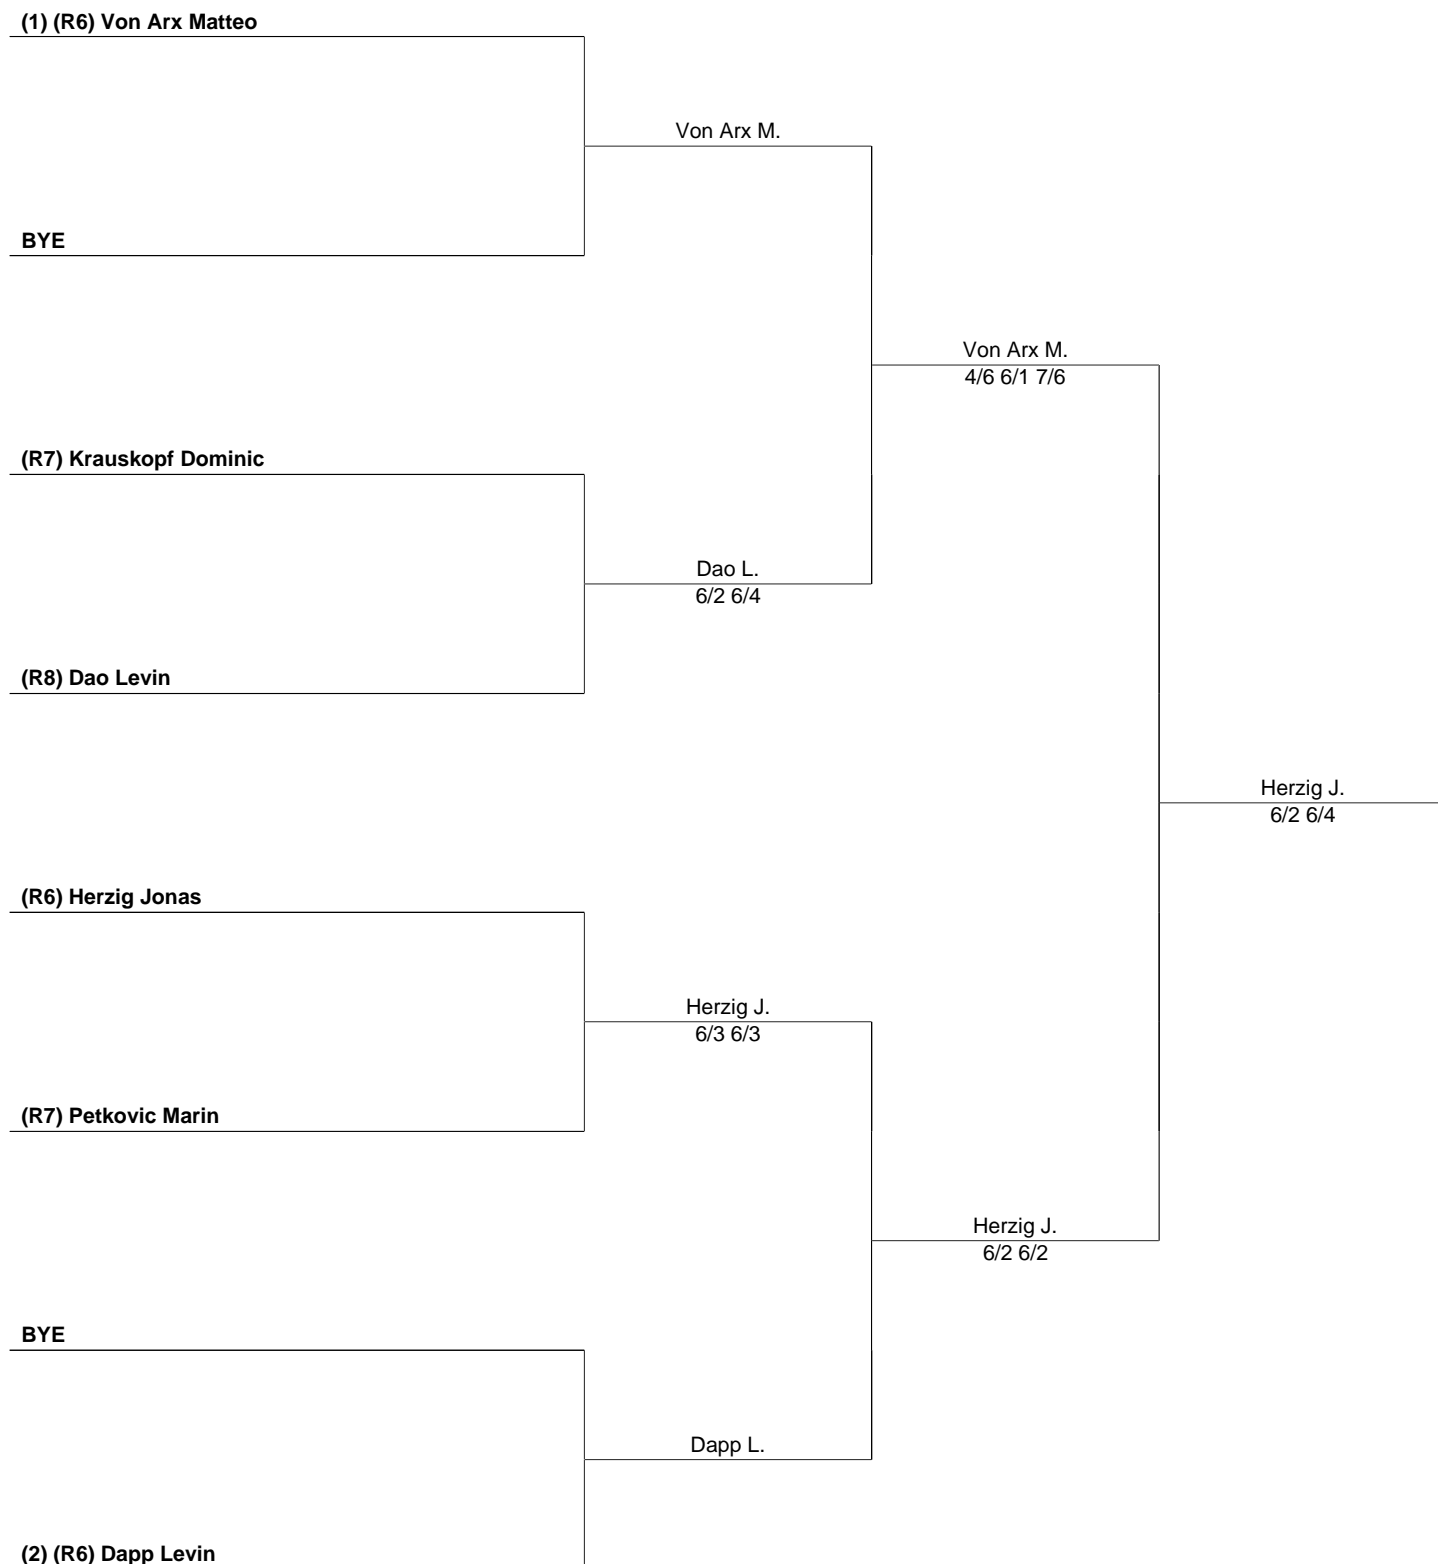 (1) (R6) Von Arx Matteo
Von Arx M.
BYE
Von Arx M.
4/6 6/1 7/6
(R7) Krauskopf Dominic
Dao L.
6/2 6/4
(R8) Dao Levin
Herzig J.
6/2 6/4
(R6) Herzig Jonas
Herzig J.
6/3 6/3
(R7) Petkovic Marin
Herzig J.
6/2 6/2
BYE
Dapp L.
(2) (R6) Dapp Levin